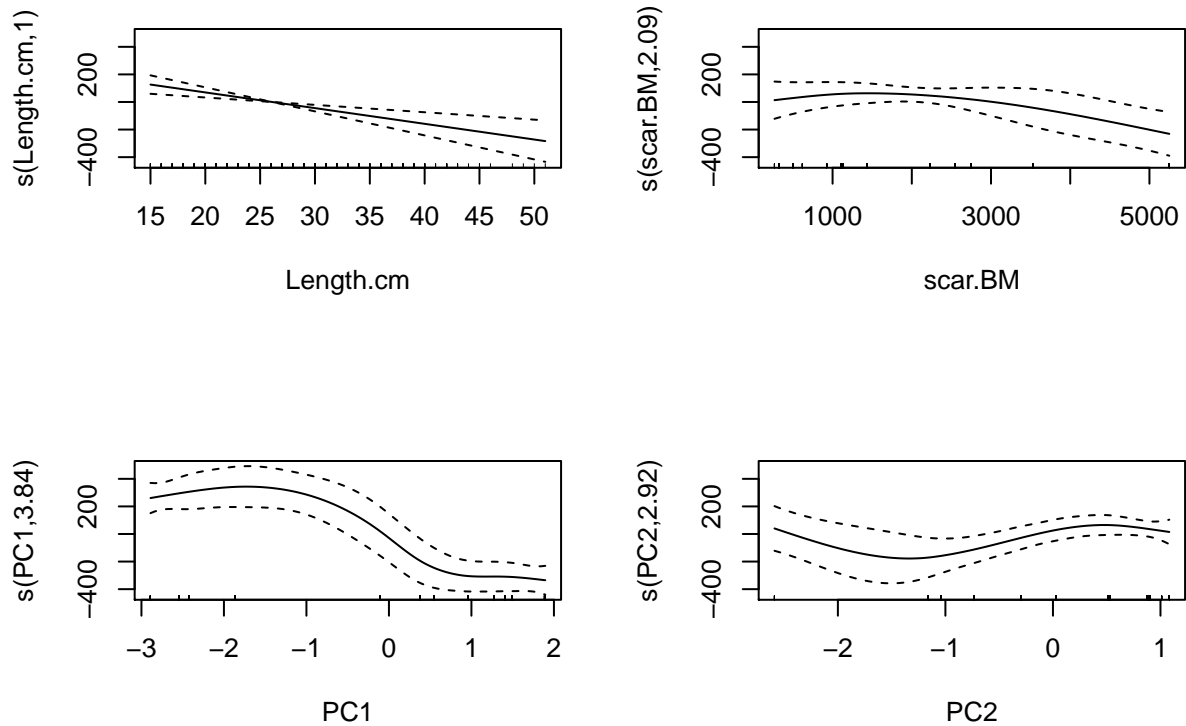 s(Length.cm,1)
200
−400
15 20 25 30 35 40 45 50
Length.cm
s(scar.BM,2.09)
200
−400
1000 3000 5000
scar.BM
s(PC1,3.84)
200
−400
−3 −2 −1 0 1 2
PC1
s(PC2,2.92)
200
−400
−2 −1 0 1
PC2